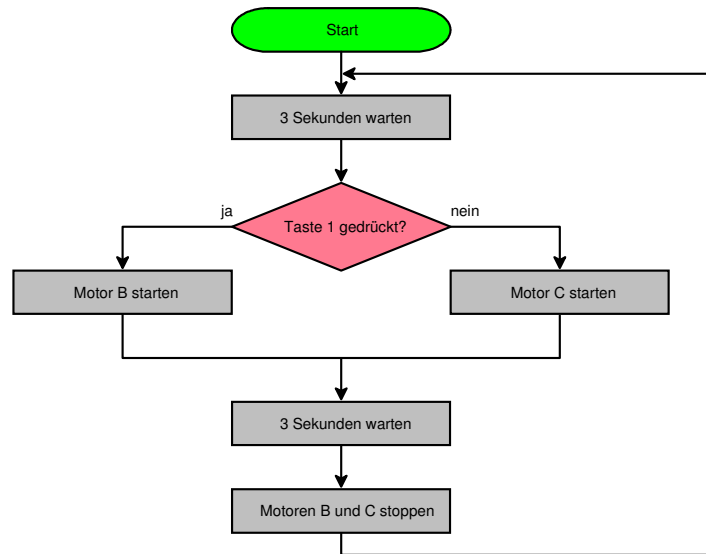 Start
3 Sekunden warten
ja
nein
Taste 1 gedrückt?
Motor B starten
Motor C starten
3 Sekunden warten
Motoren B und C stoppen